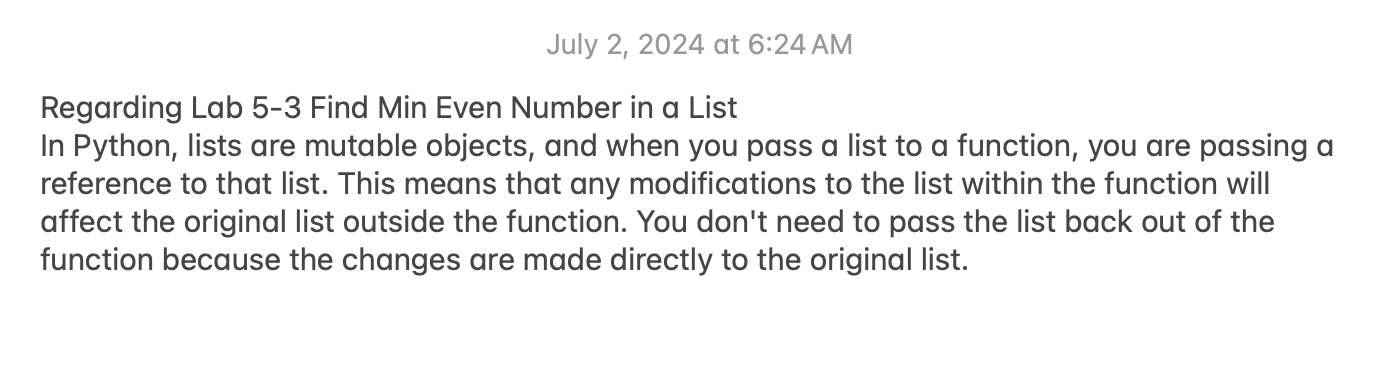 July 2, 2024 at 6:24 AM
Regarding Lab 5-3 Find Min Even Number in a List
In Python, lists are mutable objects, and when you pass a list to a function, you are passing a
reference to that list. This means that any modifications to the list within the function will
affect the original list outside the function. You don't need to pass the list back out of the
function because the changes are made directly to the original list.